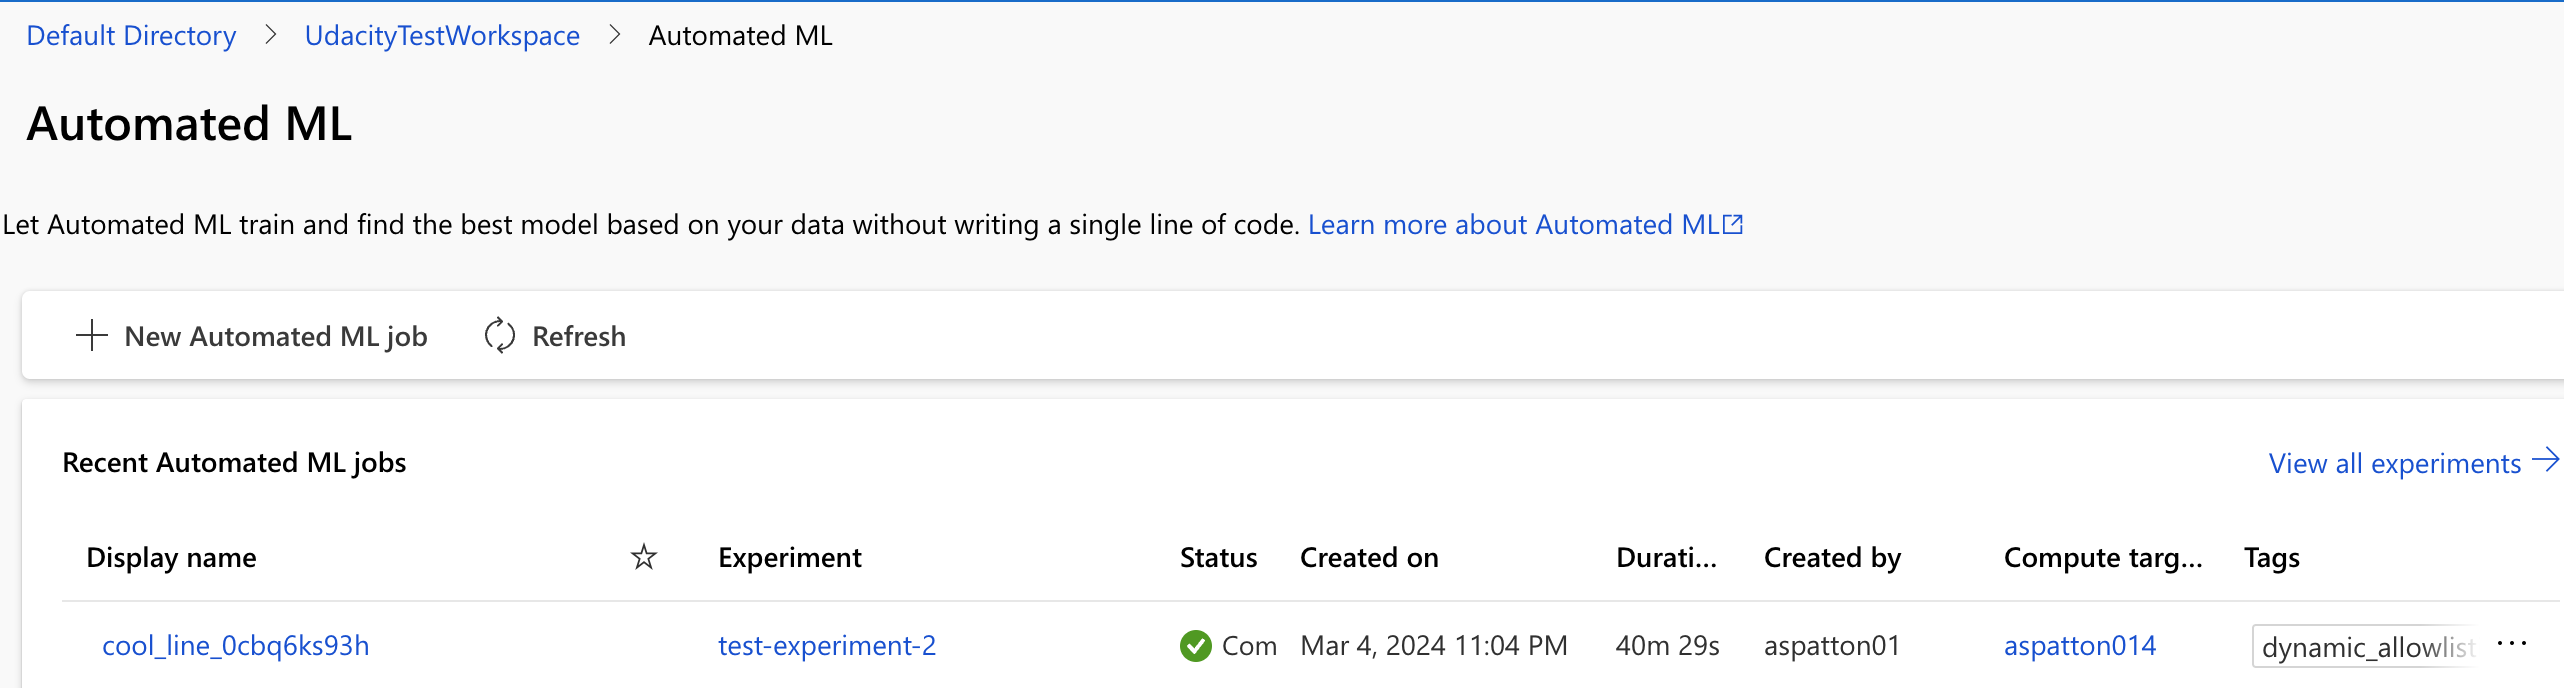 Default Directory > UdacityTestWorkspace > Automated ML
Automated ML
Let Automated ML train and find the best model based on your data without writing a single line of code. Learn more about Automated ML
New Automated ML job Refresh
Recent Automated ML jobs View all experiments
Display name Experiment Status Created on Durati... Created by Compute targ... Tags
cool_line_0cbq6ks93h test-experiment-2 Com Mar 4, 2024 11:04 PM 40m 29s aspatton01 aspatton014 dynamic_allowlist ...